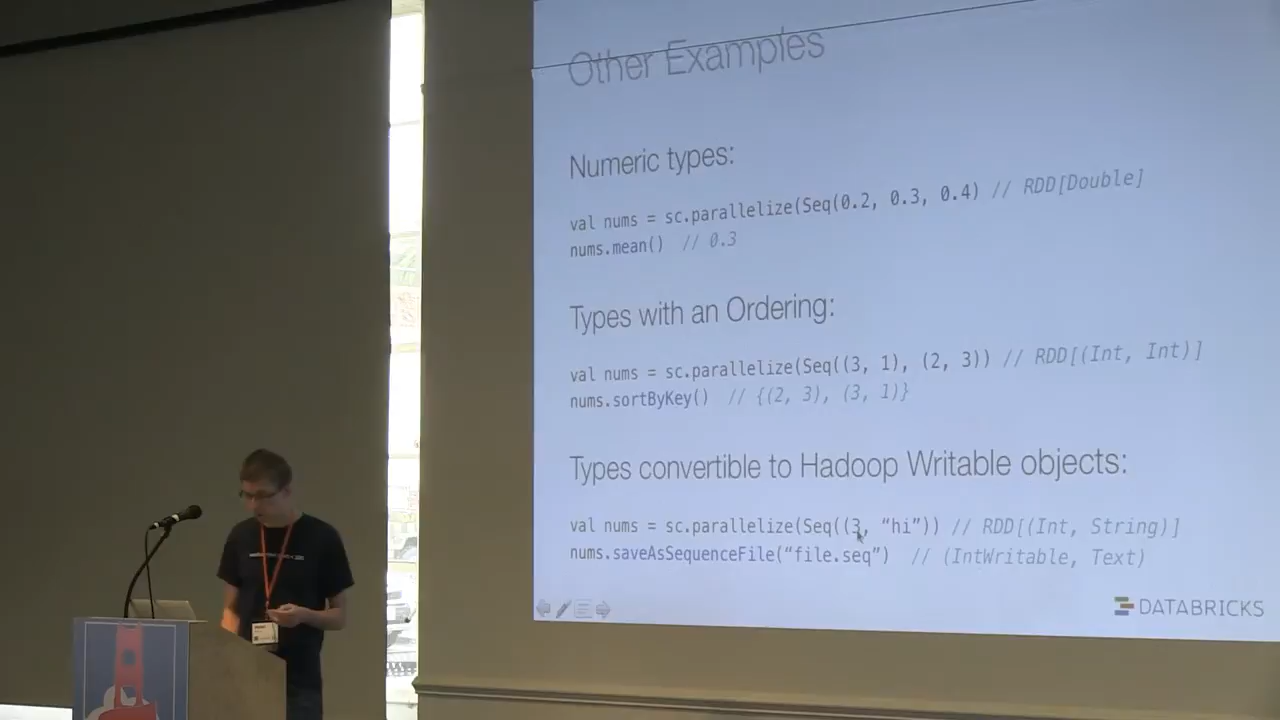 Other Examples
Numeric types:
val nums = sc.parallelize(Seq(0.2, 0.3, 0.4) // RDD[Double]
nums.mean() // 0.3
Types with an Ordering:
val nums = sc.parallelize(Seq((3, 1), (2, 3)) // RDD[(Int, Int)]
nums.sortByKey() // {(2, 3), (3, 1)}
Types convertible to Hadoop Writable objects:
val nums = sc.parallelize(Seq((3, “hi”)) // RDD[(Int, String)]
nums.saveAsSequenceFile(“file.seq”) // (IntWritable, Text)
DATABRICKS